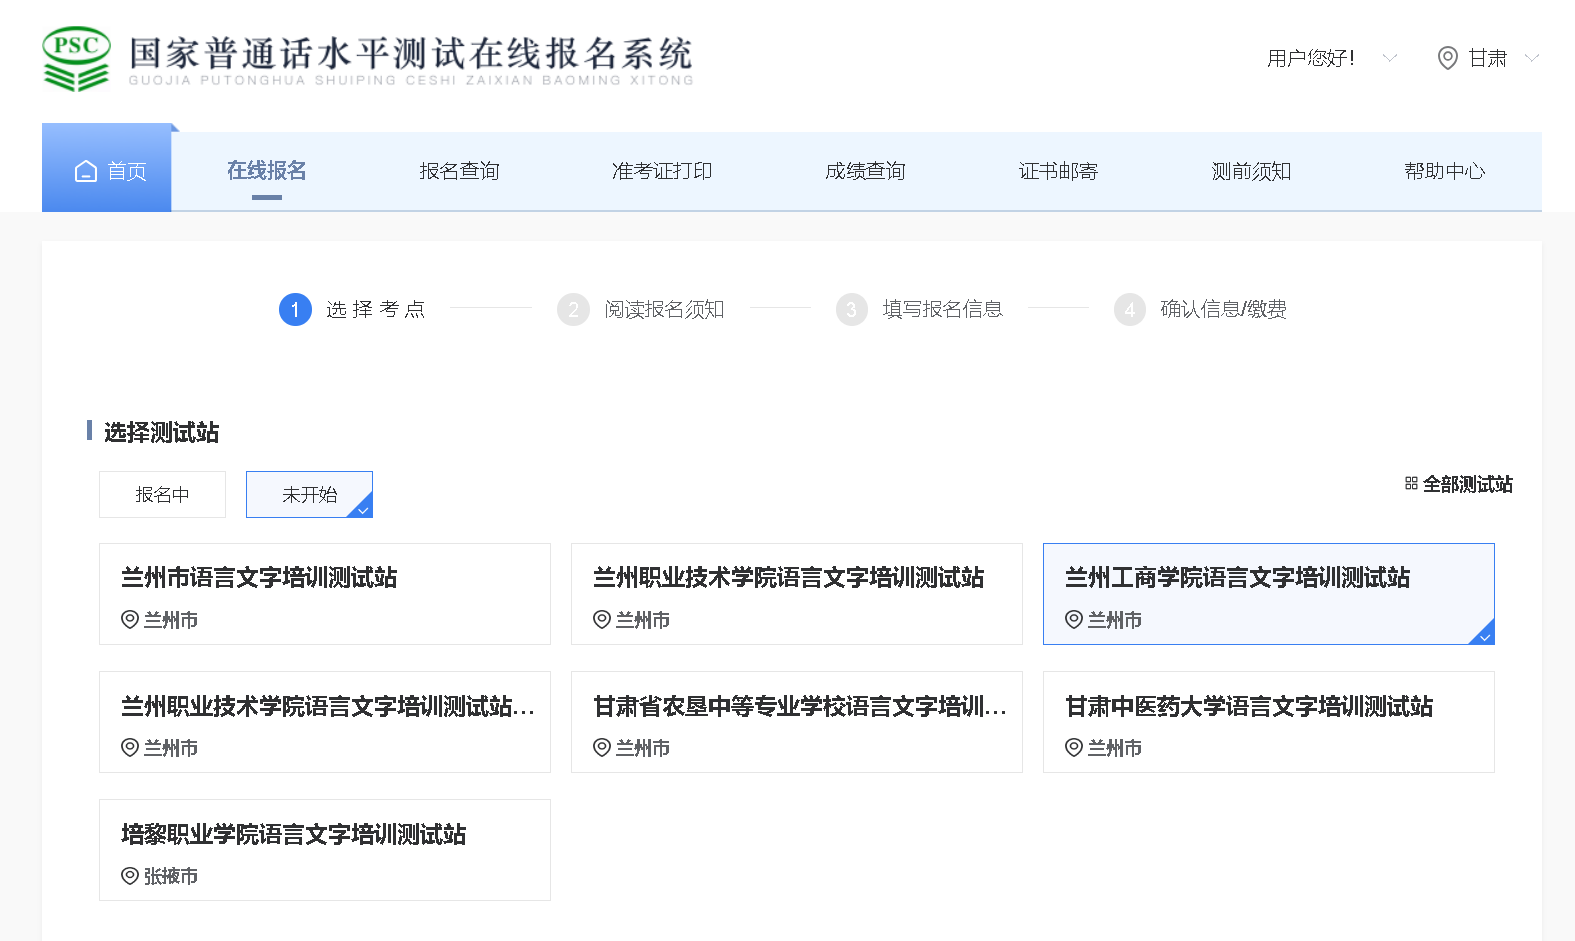 PSC 国家普通话水平测试在线报名系统
GUOJIA PUTONGHUA SHUIPING CESHI ZAIXIAN BAOMING XITONG
用户您好! 甘肃
首页 在线报名 报名查询 准考证打印 成绩查询 证书邮寄 测前须知 帮助中心
1 选择考点 2 阅读报名须知 3 填写报名信息 4 确认信息/缴费
选择测试站
报名中 未开始 全部测试站
兰州市语言文字培训测试站
兰州市
兰州职业技术学院语言文字培训测试站
兰州市
兰州工商学院语言文字培训测试站
兰州市
兰州职业技术学院语言文字培训测试站...
兰州市
甘肃省农垦中等专业学校语言文字培训...
兰州市
甘肃中医药大学语言文字培训测试站
兰州市
培黎职业学院语言文字培训测试站
张掖市